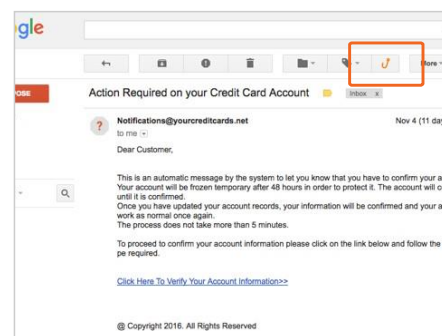 gle
More
OSE
Action Required on your Credit Card Account
Inbox x
?
Notifications@yourcreditcards.net
Nov 4 (11 day
to me
Dear Customer,
This is an automatic message by the system to let you know that you have to confirm your a
Your account will be frozen temporary after 48 hours in order to protect it. The account will c
until it is confirmed.
Once you have updated your account records, your information will be confirmed and your a
work as normal once again.
The process does not take more than 5 minutes.
To proceed to confirm your account information please click on the link below and follow the
pe required.
Click Here To Verify Your Account Information>>
@ Copyright 2016. All Rights Reserved